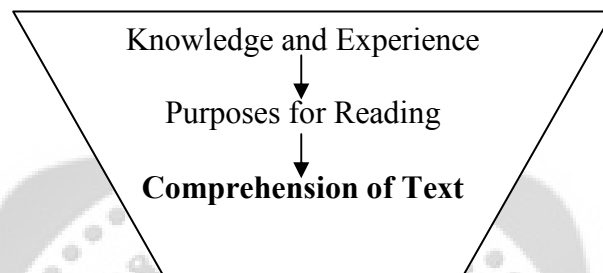 Knowledge and Experience
Purposes for Reading
Comprehension of Text